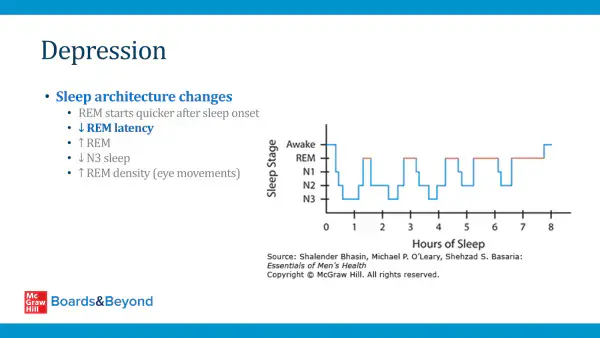 Depression
• Sleep architecture changes
• REM starts quicker after sleep onset
• ↓ REM latency
• ↑ REM
• ↓ N3 sleep
• ↑ REM density (eye movements)
Sleep Stage
Awake
REM
N1
N2
N3
0 1 2 3 4 5 6 7 8
Hours of Sleep
Source: Shalender Bhasin, Michael P. O'Leary, Shehzad S. Basaria:
Essentials of Men's Health
Copyright © McGraw Hill. All rights reserved.
Mc
Graw
Hill
Boards&Beyond